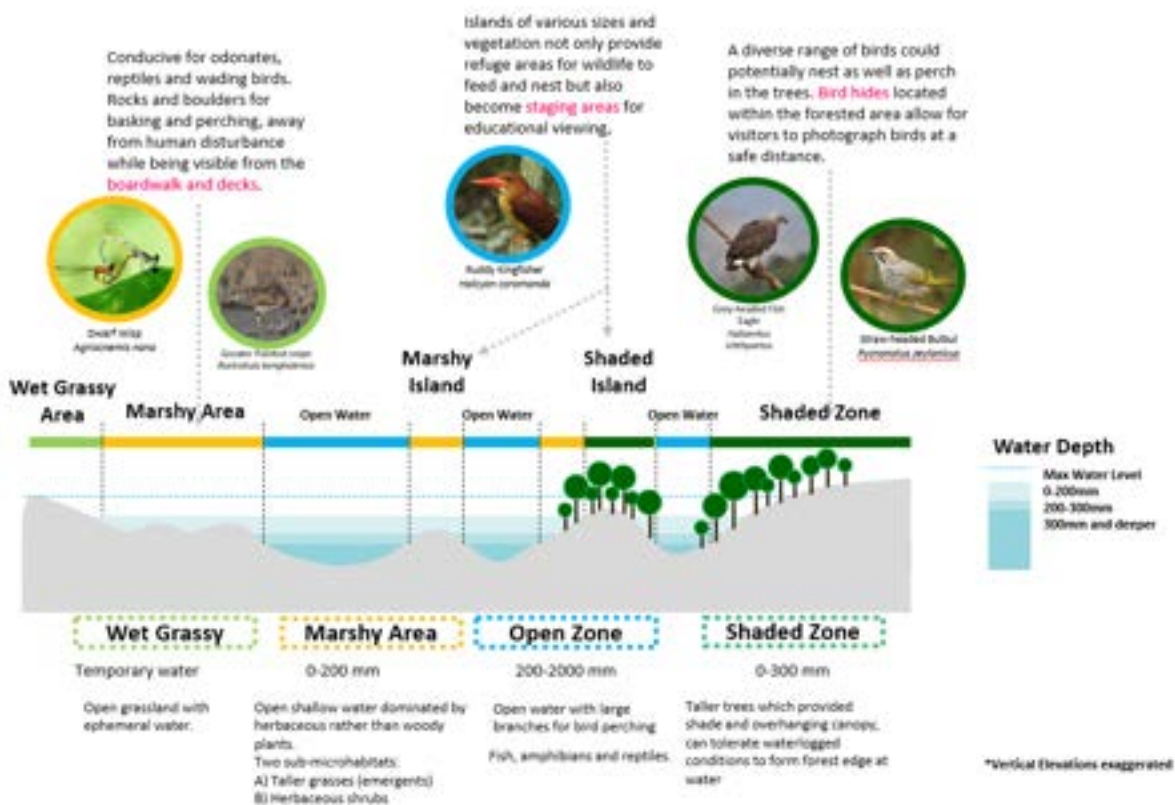 Conducive for odonates,
reptiles and wading birds.
Rocks and boulders for
basking and perching, away
from human disturbance
while being visible from the
boardwalk and decks.
Islands of various sizes and
vegetation not only provide
refuge areas for wildlife to
feed and nest but also
become staging areas for
educational viewing.
A diverse range of birds could
potentially nest as well as perch
in the trees. Bird hides located
within the forested area allow for
visitors to photograph birds at a
safe distance.
Dwarf Wisp
Agriocnemis nana
Greater Painted-snipe
Ruddy Kingfisher
Halcyon coromanda
Grey-headed Fish
Eagle
Straw-headed Bulbul
Pycnonotus zeylanicus
Wet Grassy
Area
Marshy Area
Open Water
Marshy
Island
Open Water
Shaded
Island
Open Water
Shaded Zone
Water Depth
Max Water Level
0-200mm
200-300mm
300mm and deeper
Wet Grassy
Temporary water
Open grassland with
ephemeral water.
Marshy Area
0-200 mm
Open shallow water dominated by
herbaceous rather than woody
plants.
Two sub-microhabitats:
A) Taller grasses (emergents)
B) Herbaceous shrubs
Open Zone
200-2000 mm
Open water with large
branches for bird perching
Fish, amphibians and reptiles.
Shaded Zone
0-300 mm
Taller trees which provided
shade and overhanging canopy,
can tolerate waterlogged
conditions to form forest edge at
water
*Vertical Elevations exaggerated